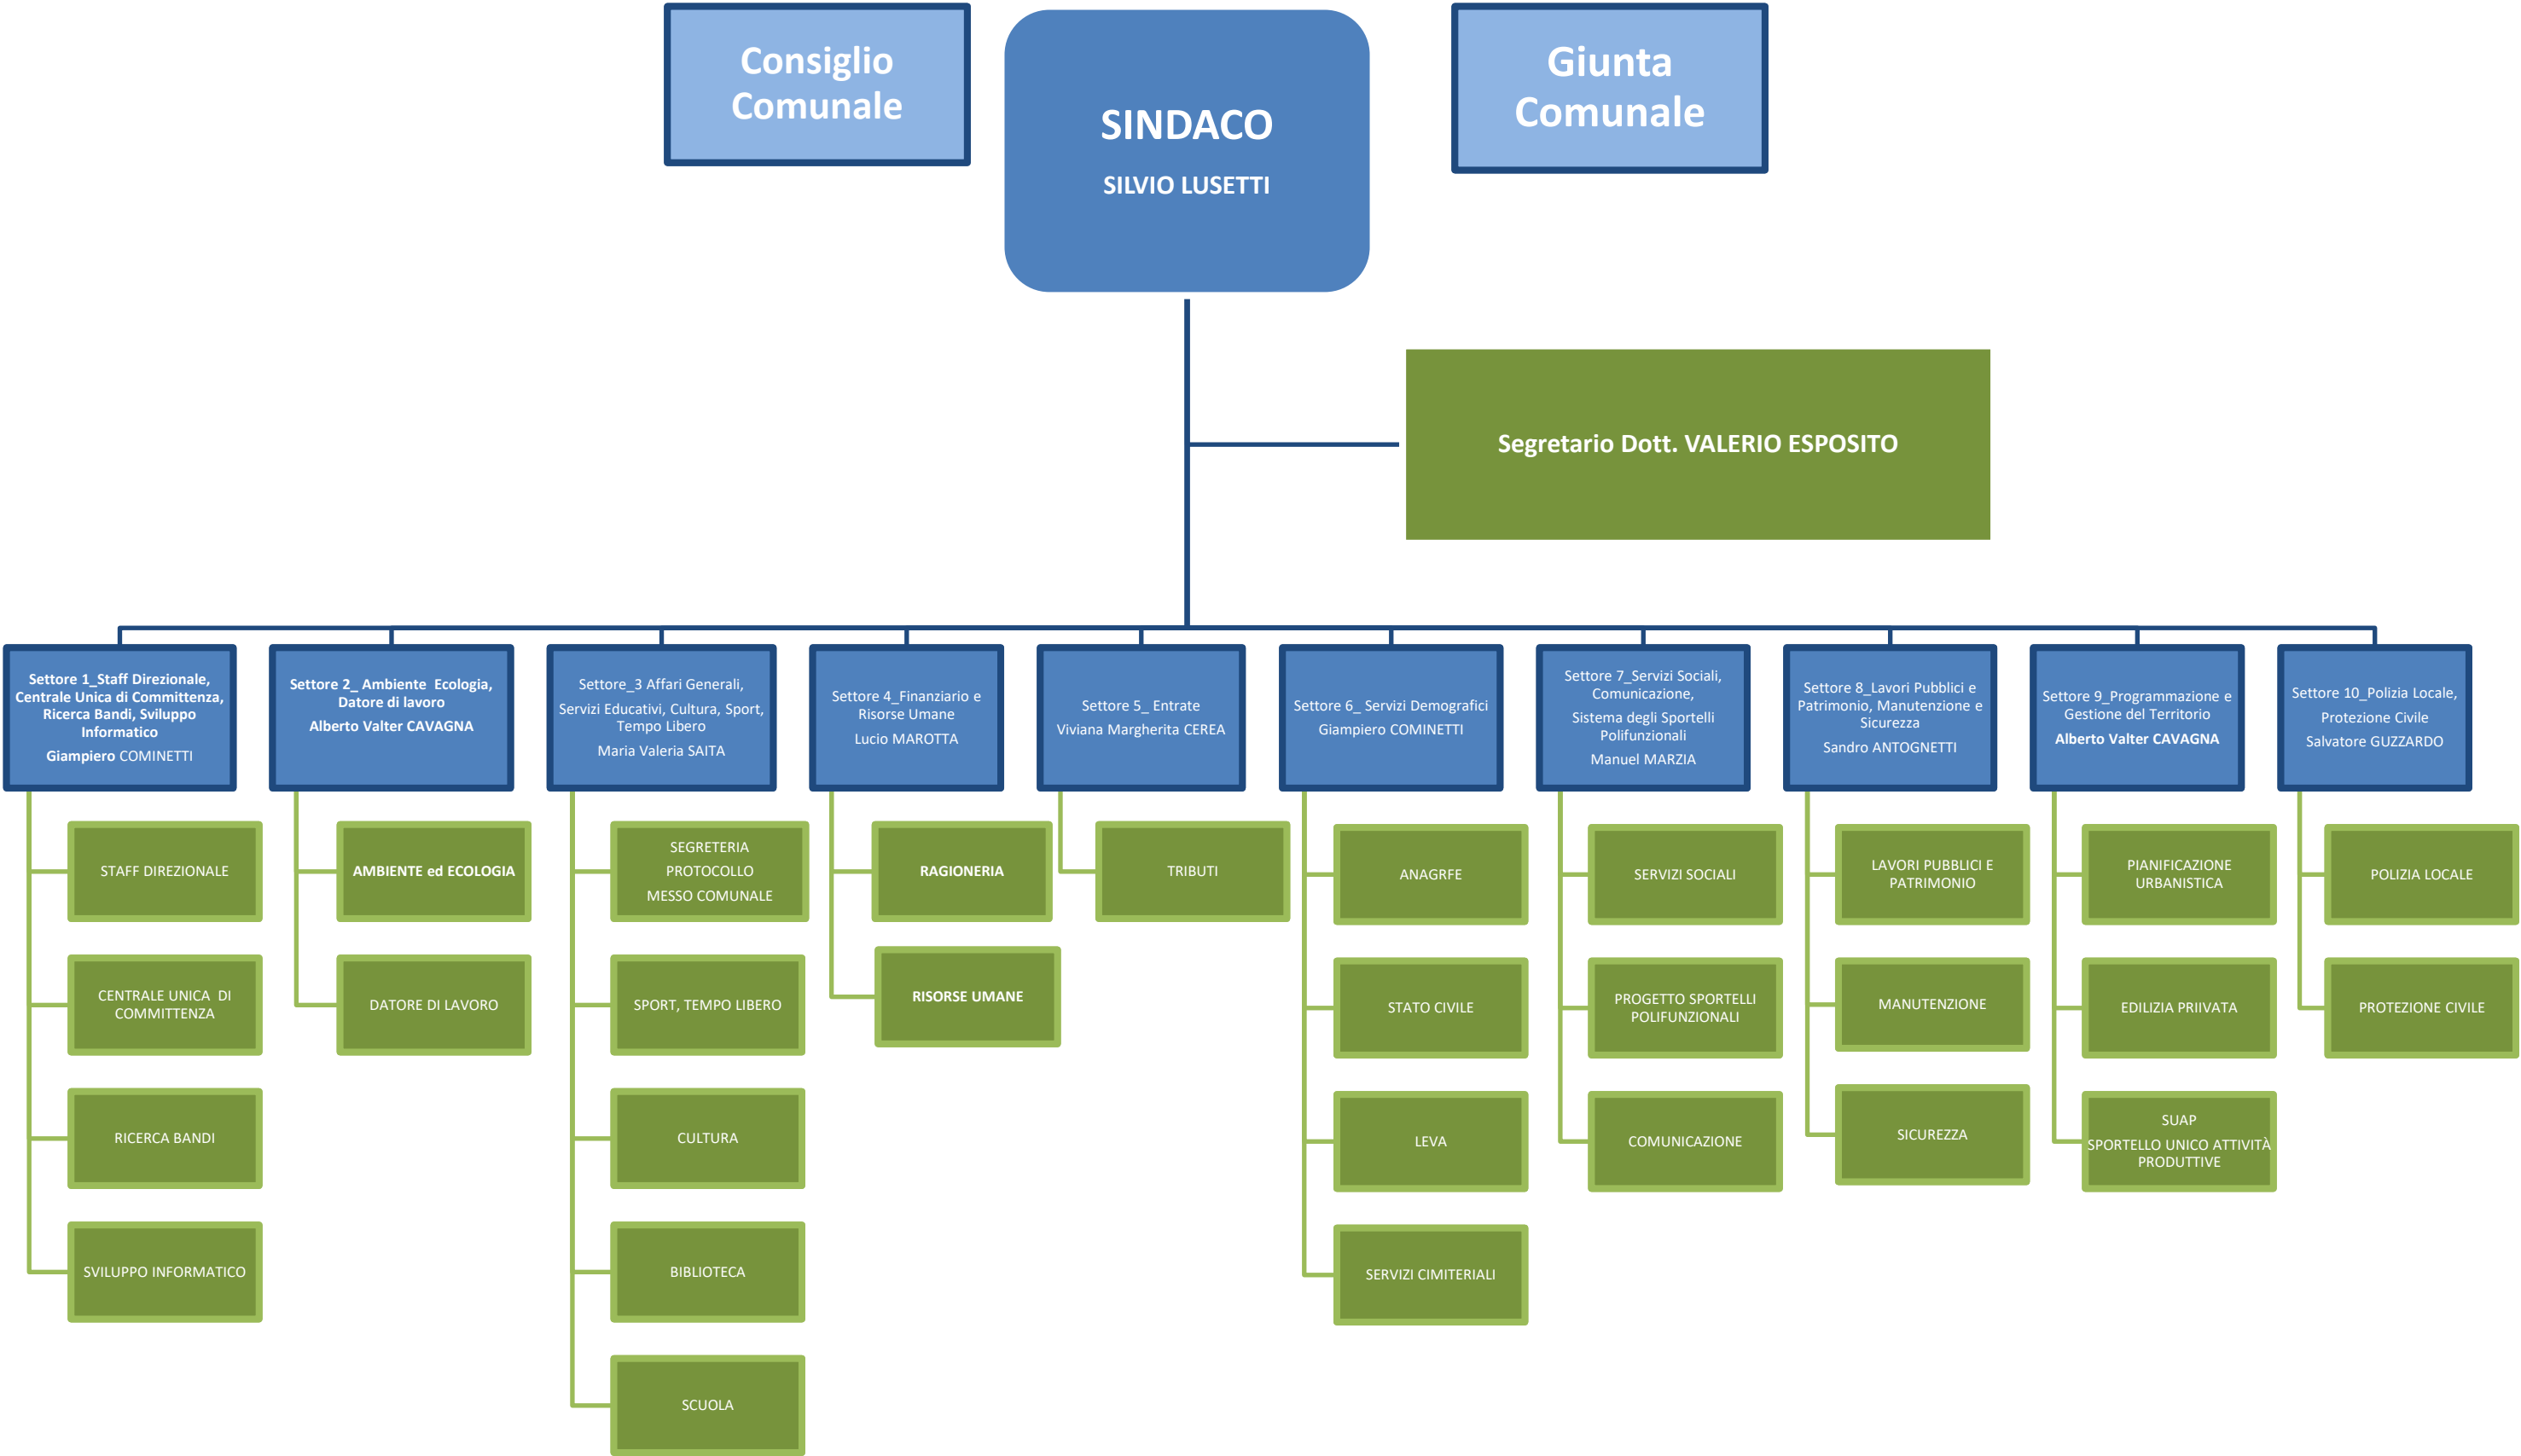 Consiglio
Comunale
SINDACO
SILVIO LUSETTI
Giunta
Comunale
Segretario Dott. VALERIO ESPOSITO
Settore 1_Staff Direzionale,
Centrale Unica di Committenza,
Ricerca Bandi, Sviluppo
Informatico
Giampiero COMINETTI
STAFF DIREZIONALE
CENTRALE UNICA DI
COMMITTENZA
RICERCA BANDI
SVILUPPO INFORMATICO
Settore 2_ Ambiente Ecologia,
Datore di lavoro
Alberto Valter CAVAGNA
AMBIENTE ed ECOLOGIA
DATORE DI LAVORO
Settore_3 Affari Generali,
Servizi Educativi, Cultura, Sport,
Tempo Libero
Maria Valeria SAITA
SEGRETERIA
PROTOCOLLO
MESSO COMUNALE
SPORT, TEMPO LIBERO
CULTURA
BIBLIOTECA
SCUOLA
Settore 4_Finanziario e
Risorse Umane
Lucio MAROTTA
RAGIONERIA
RISORSE UMANE
Settore 5_ Entrate
Viviana Margherita CEREA
TRIBUTI
Settore 6_ Servizi Demografici
Giampiero COMINETTI
ANAGRFE
STATO CIVILE
LEVA
SERVIZI CIMITERIALI
Settore 7_Servizi Sociali,
Comunicazione,
Sistema degli Sportelli
Polifunzionali
Manuel MARZIA
SERVIZI SOCIALI
PROGETTO SPORTELLI
POLIFUNZIONALI
COMUNICAZIONE
Settore 8_Lavori Pubblici e
Patrimonio, Manutenzione e
Sicurezza
Sandro ANTOGNETTI
LAVORI PUBBLICI E
PATRIMONIO
MANUTENZIONE
SICUREZZA
Settore 9_Programmazione e
Gestione del Territorio
Alberto Valter CAVAGNA
PIANIFICAZIONE
URBANISTICA
EDILIZIA PRIIVATA
SUAP
SPORTELLO UNICO ATTIVITÀ
PRODUTTIVE
Settore 10_Polizia Locale,
Protezione Civile
Salvatore GUZZARDO
POLIZIA LOCALE
PROTEZIONE CIVILE